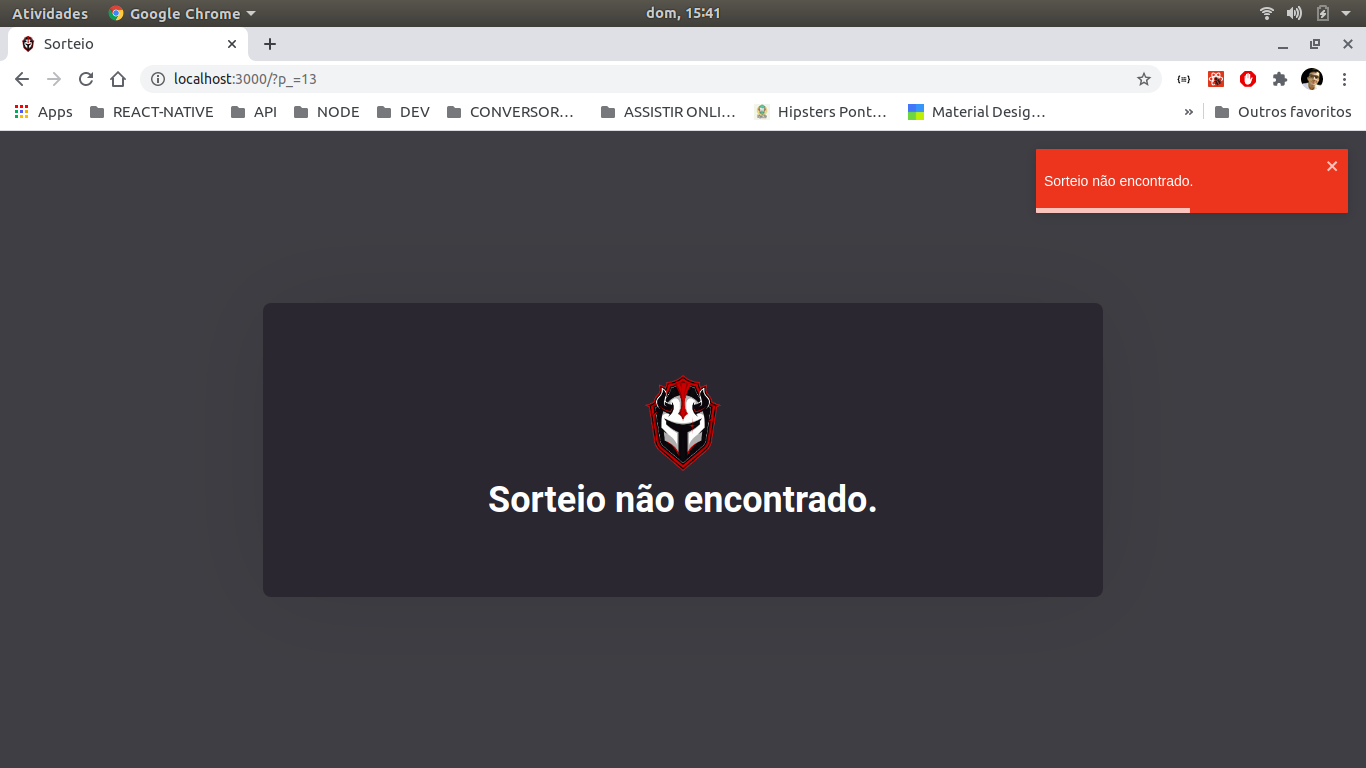 Atividades Google Chrome dom, 15:41
Sorteio
localhost:3000/?p_=13
Apps REACT-NATIVE API NODE DEV CONVERSOR… ASSISTIR ONLI… Hipsters Pont… Material Desig… » Outros favoritos
Sorteio não encontrado.
Sorteio não encontrado.